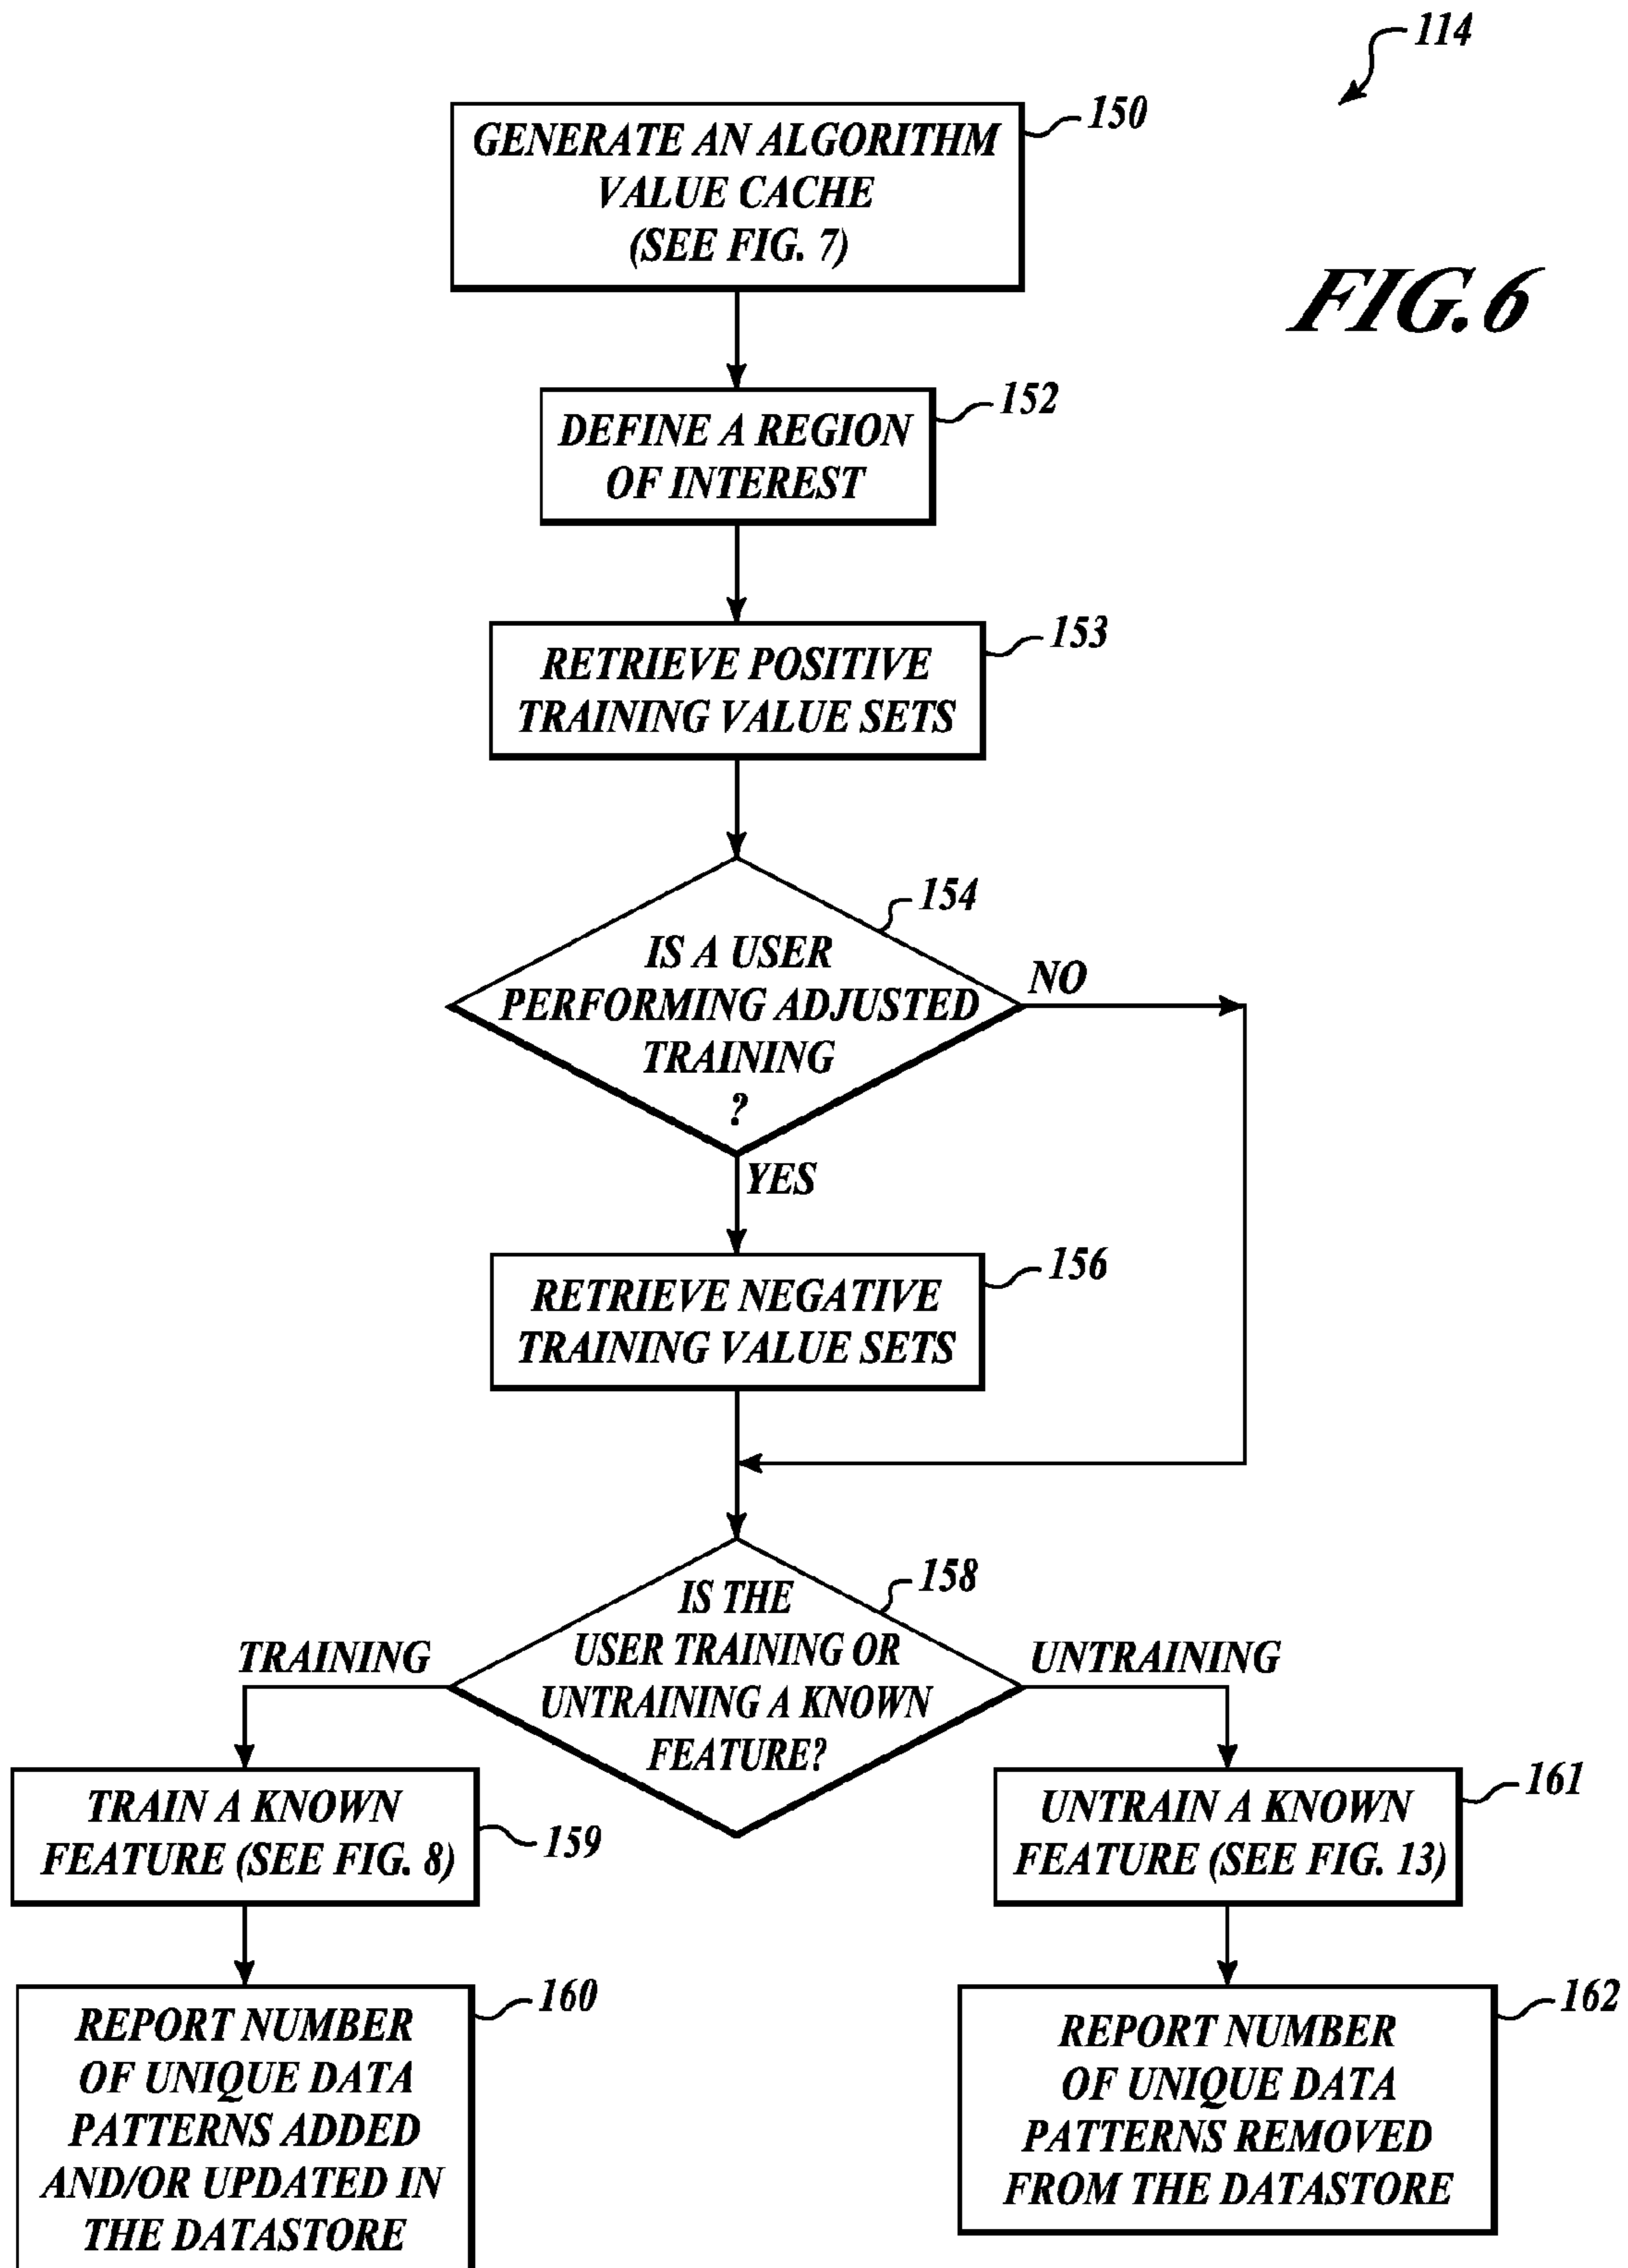 114
GENERATE AN ALGORITHM
VALUE CACHE
(SEE FIG. 7)
150
FIG. 6
DEFINE A REGION
OF INTEREST
152
RETRIEVE POSITIVE
TRAINING VALUE SETS
153
IS A USER
PERFORMING ADJUSTED
TRAINING
?
154
NO
YES
RETRIEVE NEGATIVE
TRAINING VALUE SETS
156
IS THE
USER TRAINING OR
UNTRAINING A KNOWN
FEATURE?
158
TRAINING
UNTRAINING
TRAIN A KNOWN
FEATURE (SEE FIG. 8)
159
UNTRAIN A KNOWN
FEATURE (SEE FIG. 13)
161
REPORT NUMBER
OF UNIQUE DATA
PATTERNS ADDED
AND/OR UPDATED IN
THE DATASTORE
160
REPORT NUMBER
OF UNIQUE DATA
PATTERNS REMOVED
FROM THE DATASTORE
162